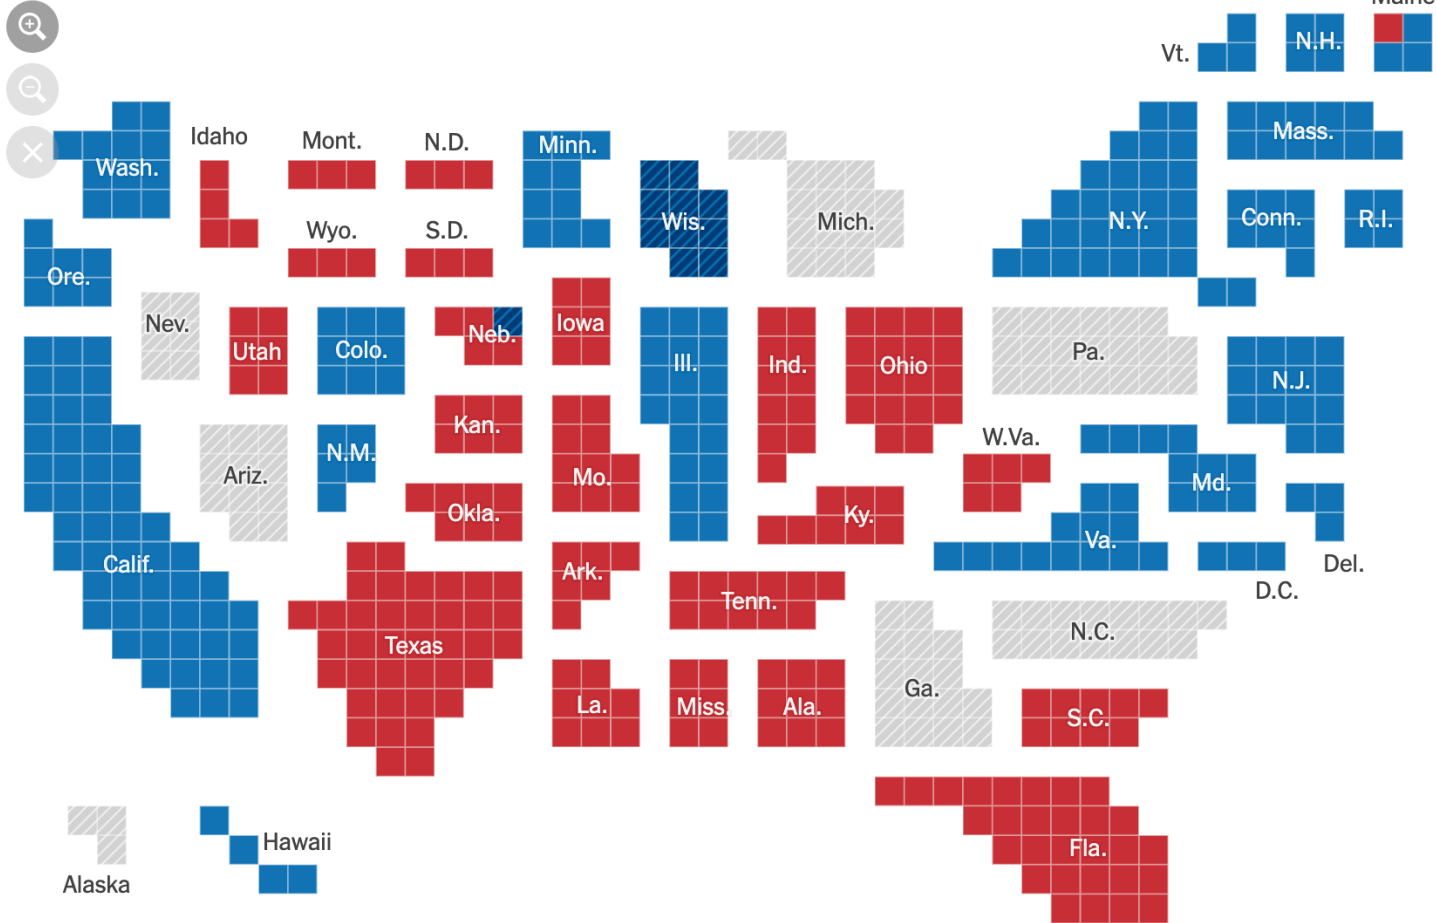 Maine
Vt.
N.H.
Idaho
Mont.
N.D.
Minn.
Mass.
Wash.
Wyo.
S.D.
Wis.
Mich.
N.Y.
Conn.
R.I.
Ore.
Nev.
Utah
Colo.
Neb.
Iowa
Ill.
Ind.
Ohio
Pa.
N.J.
Kan.
W.Va.
Ariz.
N.M.
Mo.
Md.
Okla.
Ky.
Va.
Calif.
Ark.
Del.
D.C.
Tenn.
N.C.
Texas
Ga.
La.
Miss.
Ala.
S.C.
Hawaii
Fla.
Alaska